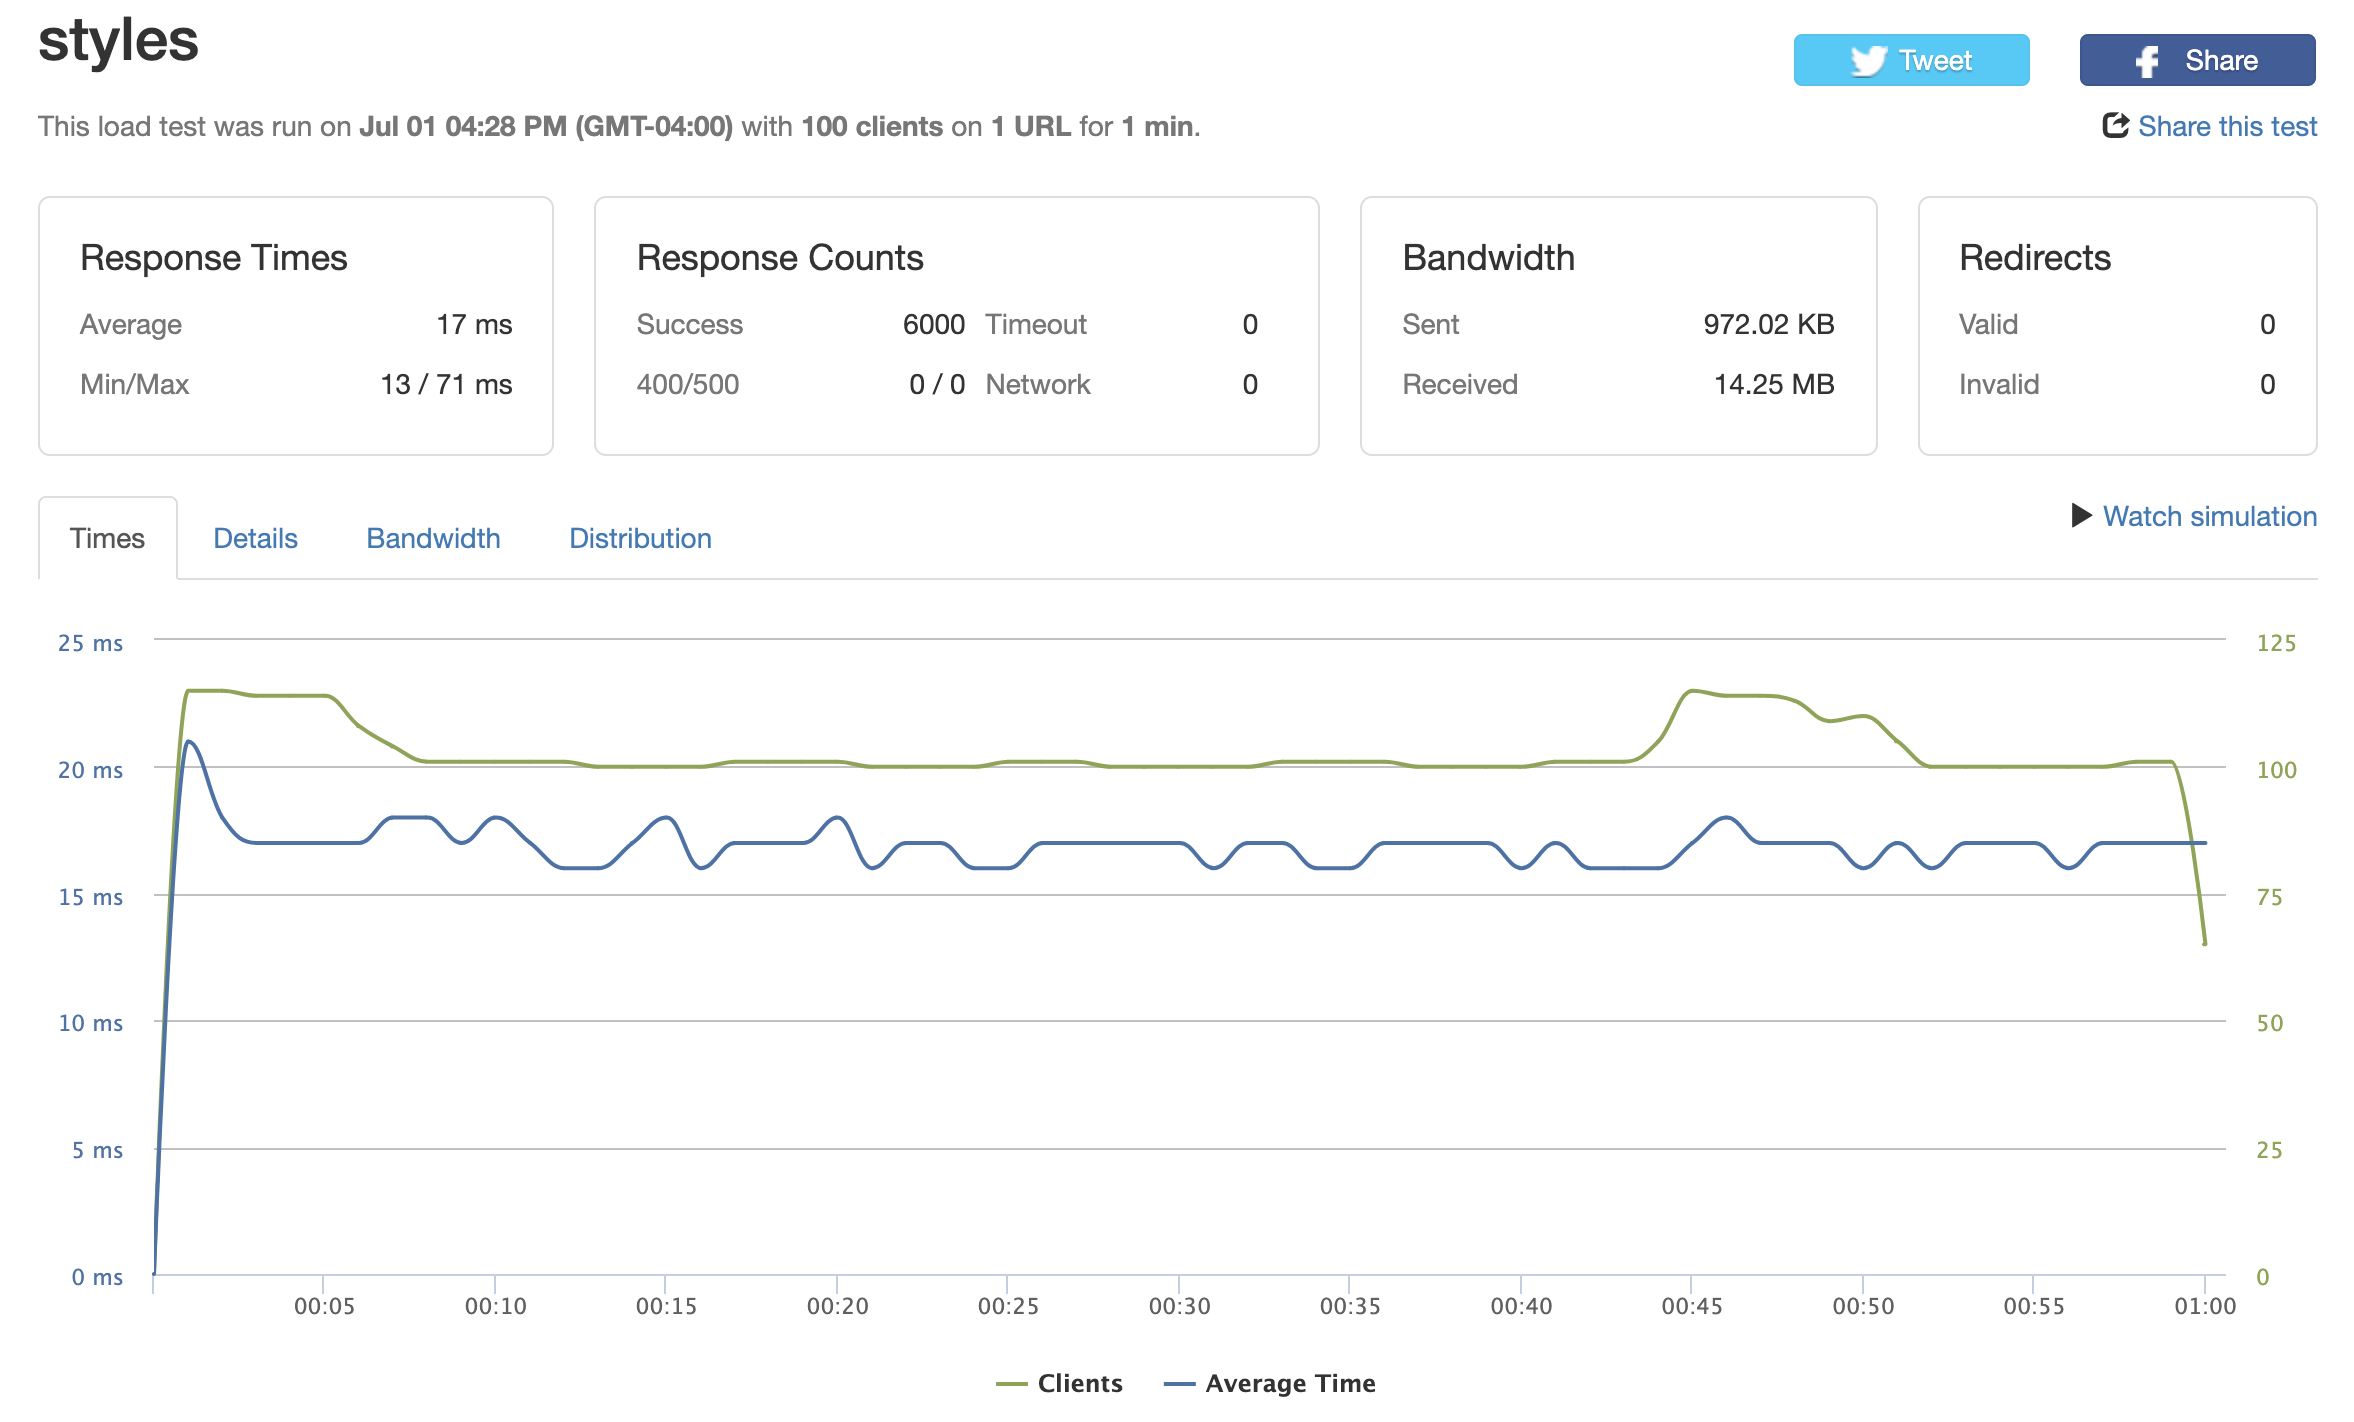 styles
Tweet
Share
This load test was run on Jul 01 04:28 PM (GMT-04:00) with 100 clients on 1 URL for 1 min.
Share this test
Response Times
Average 17 ms
Min/Max 13 / 71 ms
Response Counts
Success 6000 Timeout 0
400/500 0 / 0 Network 0
Bandwidth
Sent 972.02 KB
Received 14.25 MB
Redirects
Valid 0
Invalid 0
Times Details Bandwidth Distribution
Watch simulation
25 ms 125
20 ms 100
15 ms 75
10 ms 50
5 ms 25
0 ms 0
00:05 00:10 00:15 00:20 00:25 00:30 00:35 00:40 00:45 00:50 00:55 01:00
Clients Average Time